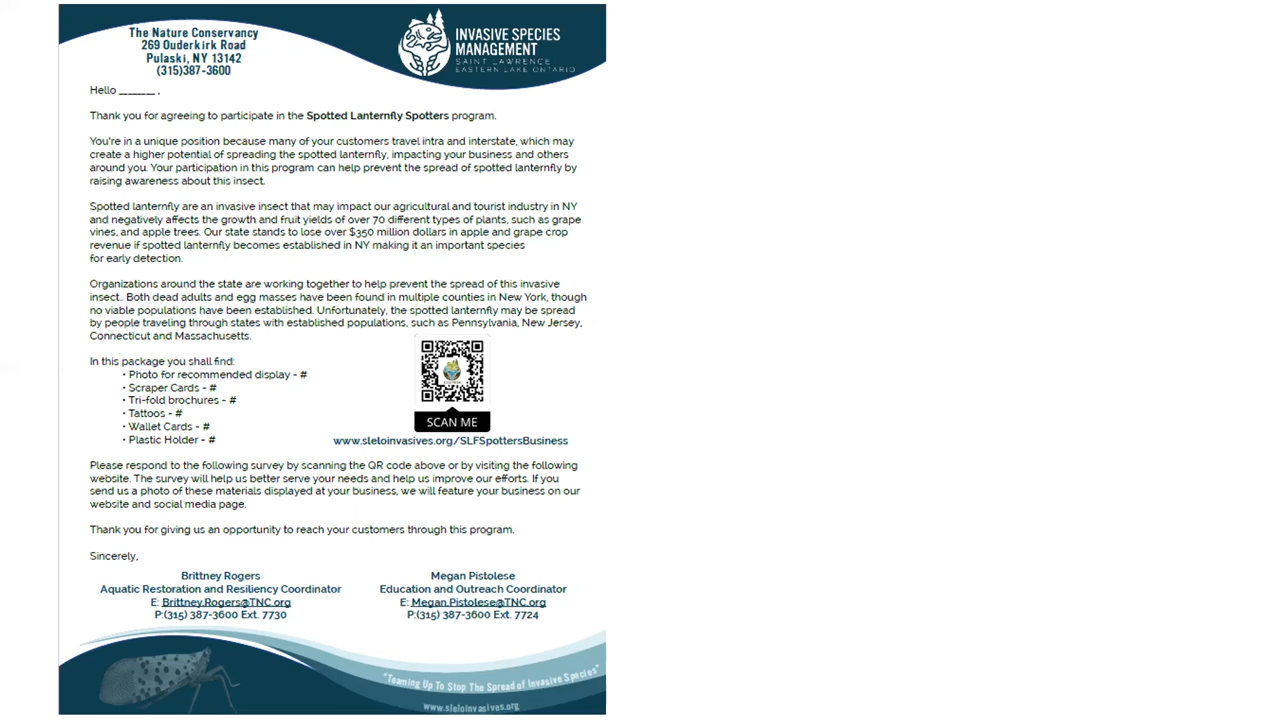 The Nature Conservancy
269 Ouderkirk Road
Pulaski, NY 13142
(315)387-3600
INVASIVE SPECIES
MANAGEMENT
SAINT LAWRENCE
EASTERN LAKE ONTARIO
Hello ________ ,
Thank you for agreeing to participate in the Spotted Lanternfly Spotters program.
You're in a unique position because many of your customers travel intra and interstate, which may
create a higher potential of spreading the spotted lanternfly, impacting your business and others
around you. Your participation in this program can help prevent the spread of spotted lanternfly by
raising awareness about this insect.
Spotted lanternfly are an invasive insect that may impact our agricultural and tourist industry in NY
and negatively affects the growth and fruit yields of over 70 different types of plants, such as grape
vines, and apple trees. Our state stands to lose over $350 million dollars in apple and grape crop
revenue if spotted lanternfly becomes established in NY making it an important species
for early detection.
Organizations around the state are working together to help prevent the spread of this invasive
insect.. Both dead adults and egg masses have been found in multiple counties in New York, though
no viable populations have been established. Unfortunately, the spotted lanternfly may be spread
by people traveling through states with established populations, such as Pennsylvania, New Jersey,
Connecticut and Massachusetts.
In this package you shall find:
• Photo for recommended display - #
• Scraper Cards - #
• Tri-fold brochures - #
• Tattoos - #
• Wallet Cards - #
• Plastic Holder - #
SCAN ME
www.sleloinvasives.org/SLFSpottersBusiness
Please respond to the following survey by scanning the QR code above or by visiting the following
website. The survey will help us better serve your needs and help us improve our efforts. If you
send us a photo of these materials displayed at your business, we will feature your business on our
website and social media page.
Thank you for giving us an opportunity to reach your customers through this program.
Sincerely,
Brittney Rogers
Aquatic Restoration and Resiliency Coordinator
E: Brittney.Rogers@TNC.org
P:(315) 387-3600 Ext. 7730
Megan Pistolese
Education and Outreach Coordinator
E: Megan.Pistolese@TNC.org
P:(315) 387-3600 Ext. 7724
"Teaming Up To Stop The Spread of Invasive Species"
www.sleloinvasives.org